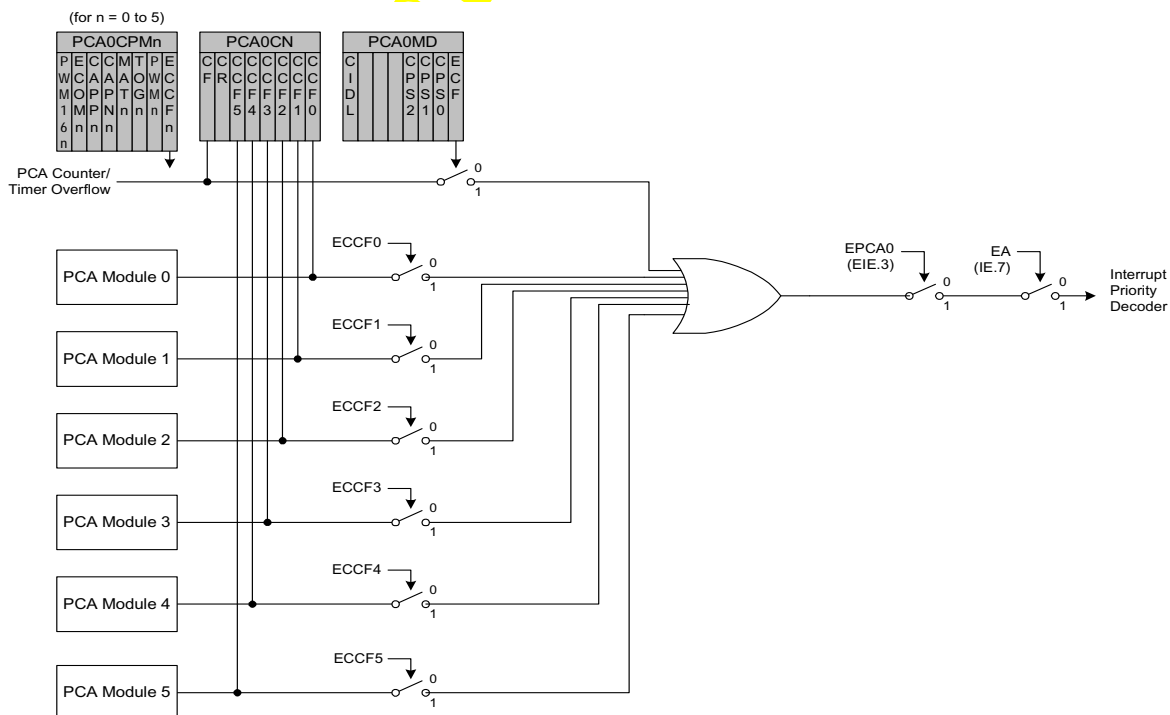 (for n = 0 to 5)
PCA0CPMn
PWM16n
ECOMn
CAPPn
CAPNn
MATn
TOGn
PWMn
ECCFn
PCA0CN
CF
CR
CCF5
CCF4
CCF3
CCF2
CCF1
CCF0
PCA0MD
CIDL
CPS2
CPS1
CPS0
ECF
PCA Counter/
Timer Overflow
0
1
PCA Module 0
ECCF0
0
1
EPCA0
(EIE.3)
0
1
EA
(IE.7)
0
1
Interrupt
Priority
Decoder
PCA Module 1
ECCF1
0
1
PCA Module 2
ECCF2
0
1
PCA Module 3
ECCF3
0
1
PCA Module 4
ECCF4
0
1
PCA Module 5
ECCF5
0
1